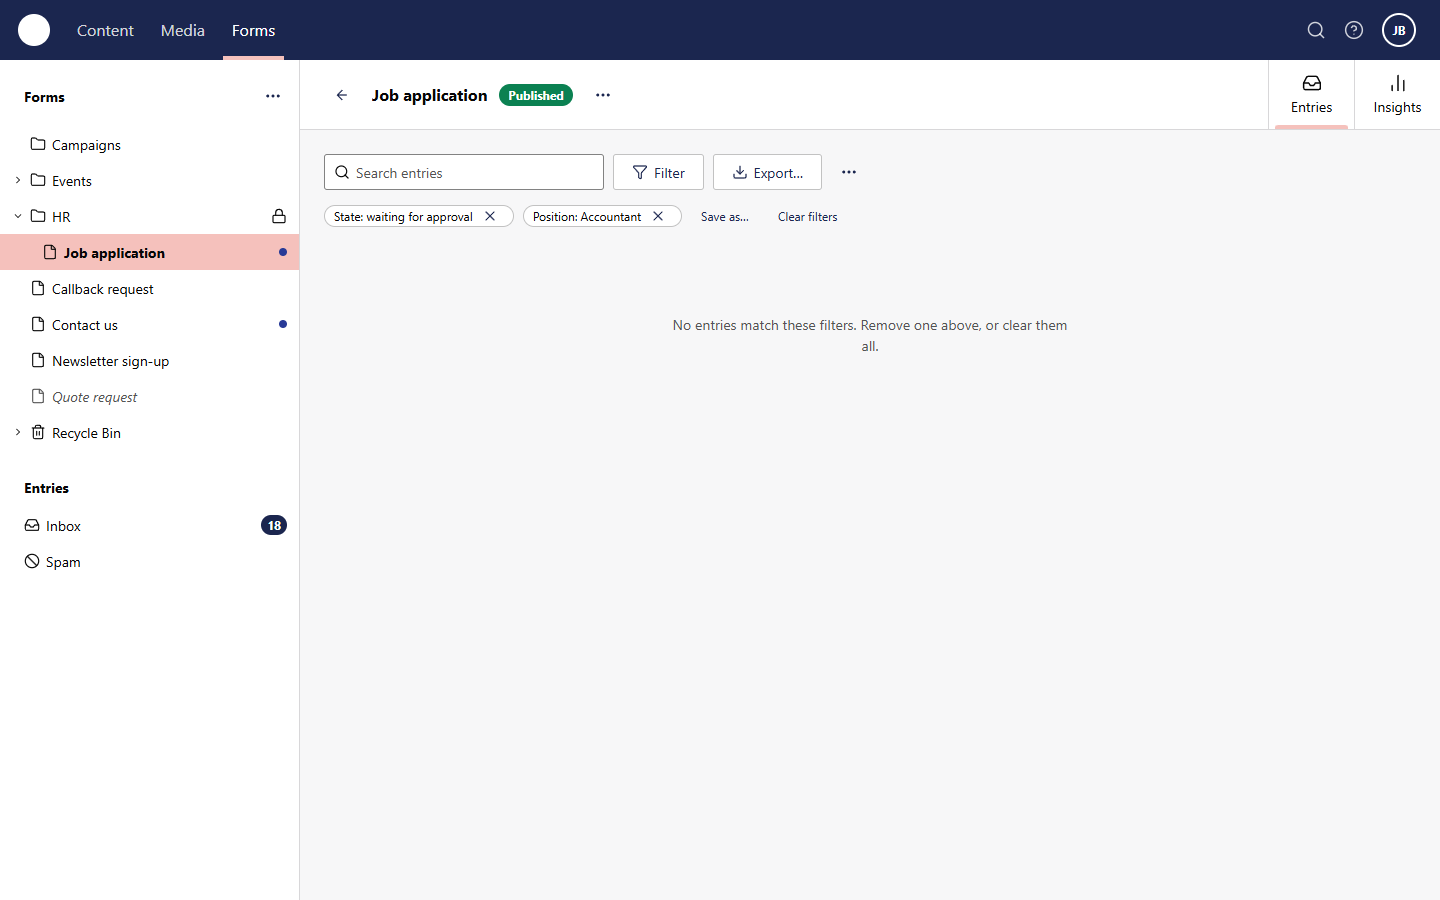 Content
Media
Forms
JB
Forms
Campaigns
Events
HR
Job application
Callback request
Contact us
Newsletter sign-up
Quote request
Recycle Bin
Entries
Inbox
18
Spam
Job application
Published
Entries
Insights
Search entries
Filter
Export...
State: waiting for approval
Position: Accountant
Save as...
Clear filters
No entries match these filters. Remove one above, or clear them
all.